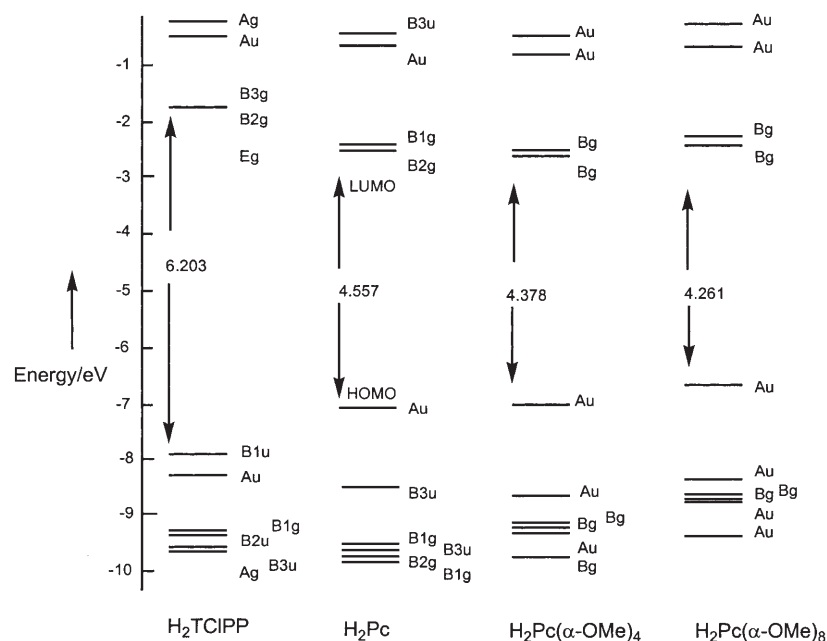 Ag
Au
-1
B3g
-2
B2g
Eg
-3
-4
6.203
-5
-6
Energy/eV
-7
-8
B1u
Au
-9
B1g
B2u
B3u
-10
Ag
H₂TClPP
B3u
Au
B1g
B2g
LUMO
4.557
HOMO
Au
B3u
B1g
B3u
B2g
B1g
H₂Pc
Au
Au
Bg
Bg
4.378
Au
Au
Bg
Bg
Au
Bg
H₂Pc(α-OMe)₄
Au
Au
Bg
Bg
4.261
Au
Au
Bg
Bg
Au
Au
H₂Pc(α-OMe)₈